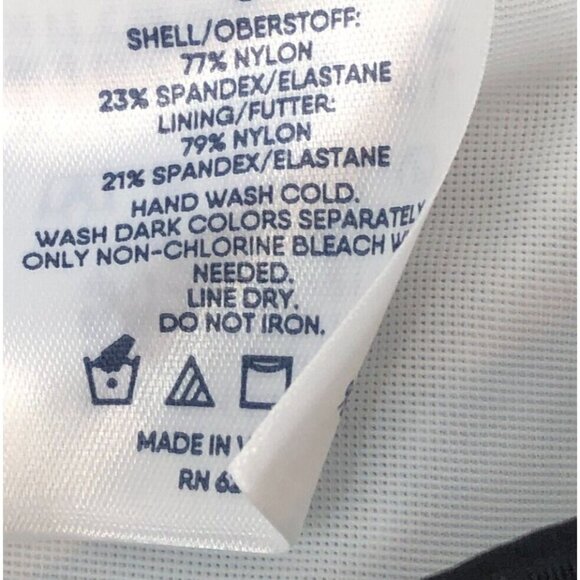 SHELL/OBERSTOFF:
77% NYLON
23% SPANDEX/ELASTANE
LINING/FUTTER:
79% NYLON
21% SPANDEX/ELASTANE
HAND WASH COLD.
WASH DARK COLORS SEPARATELY
ONLY NON-CHLORINE BLEACH
NEEDED.
LINE DRY.
DO NOT IRON.
MADE IN
RN